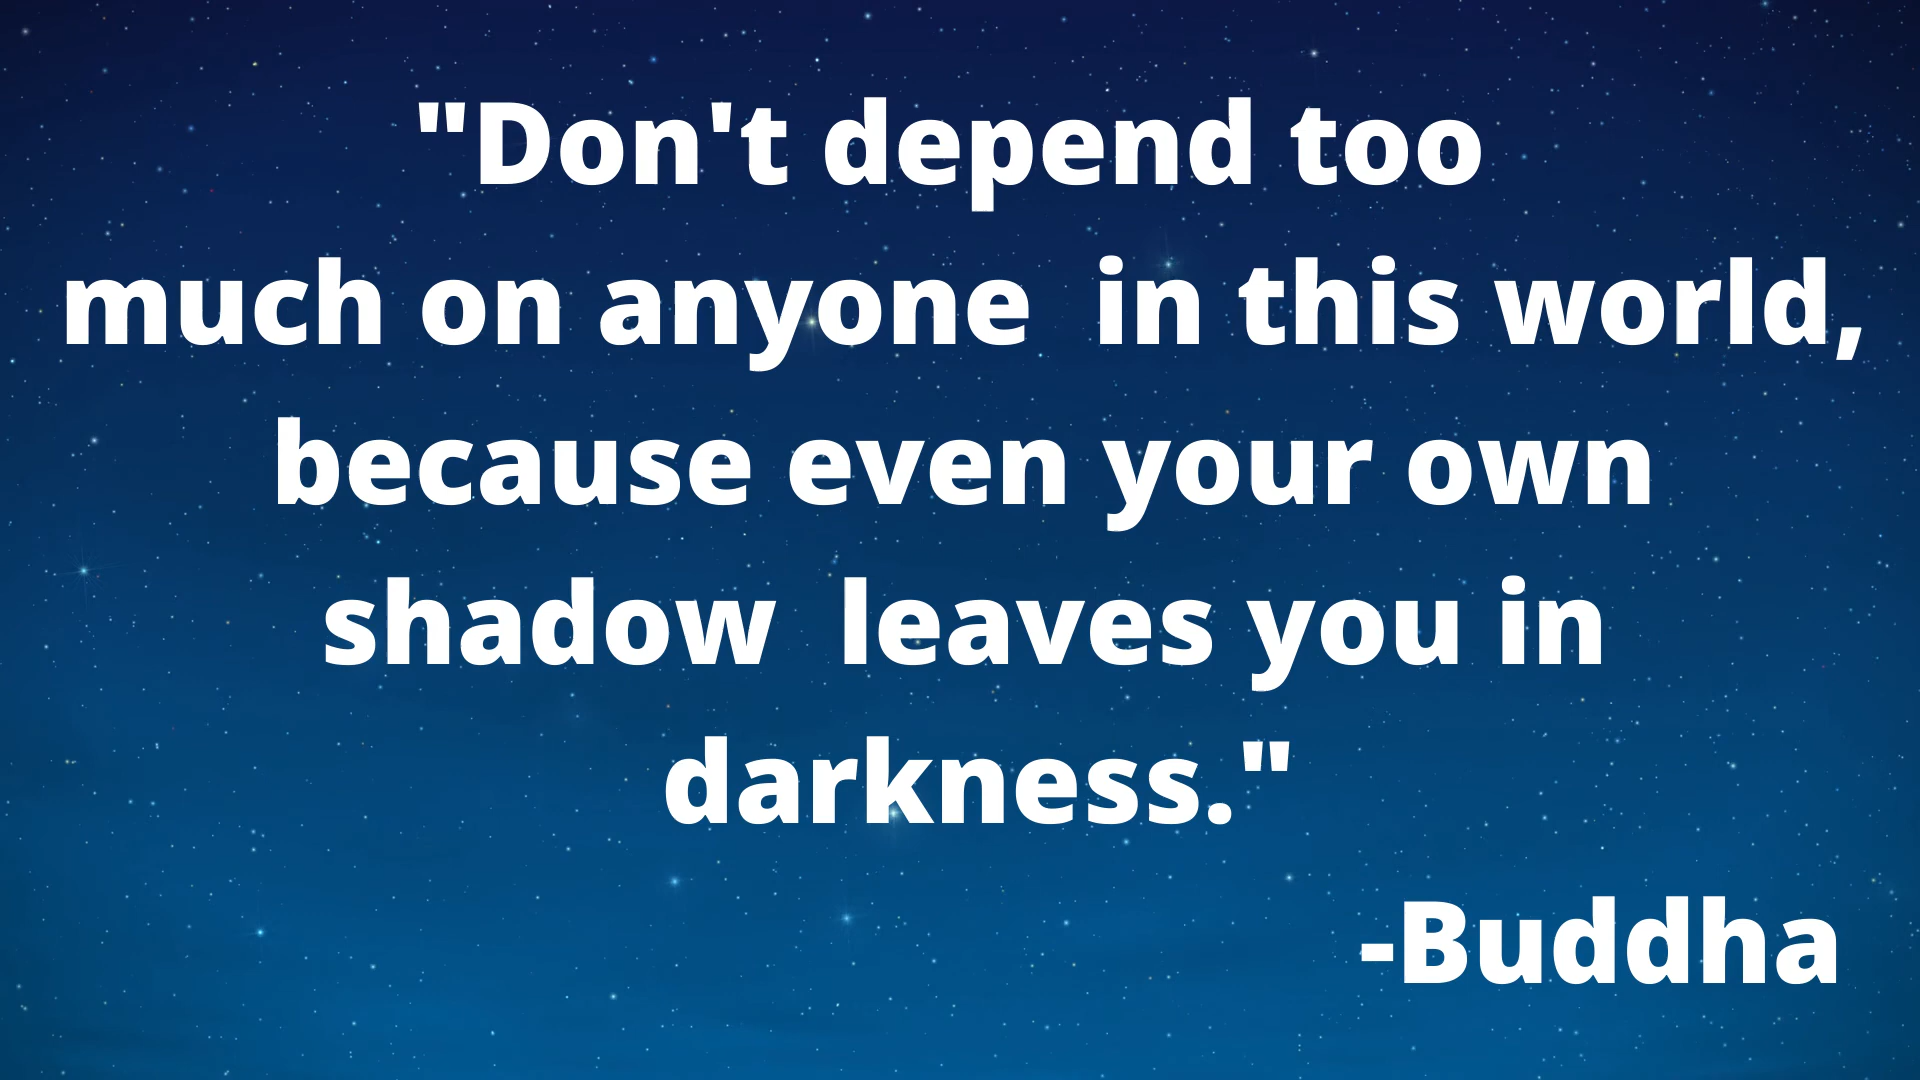 "Don't depend too
much on anyone  in this world,
because even your own
shadow  leaves you in
darkness."
-Buddha